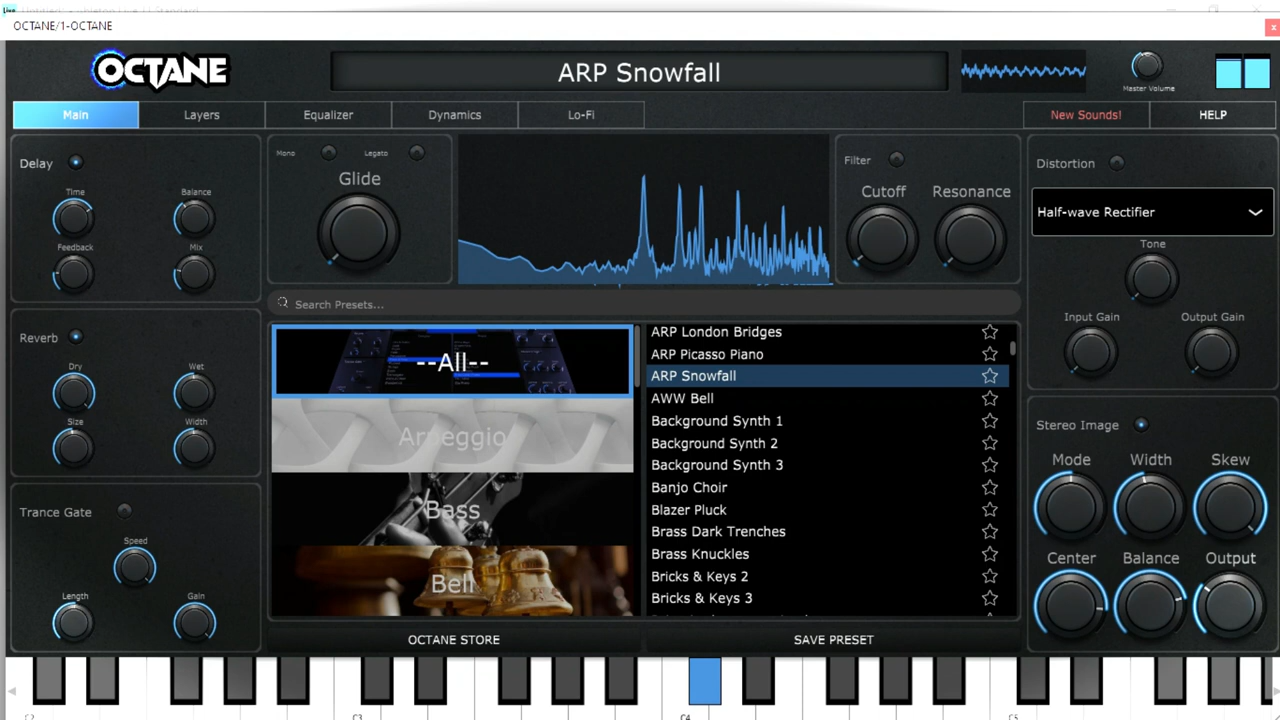 Live
OCTANE/1-OCTANE
x
OCTANE
ARP Snowfall
Master Volume
Main
Layers
Equalizer
Dynamics
Lo-Fi
New Sounds!
HELP
Delay
Time
Balance
Feedback
Mix
Mono
Legato
Glide
Filter
Cutoff
Resonance
Distortion
Half-wave Rectifier
Tone
Input Gain
Output Gain
Search Presets...
Reverb
Dry
Wet
Size
Width
--All--
Arpeggio
Bass
Bell
ARP London Bridges
ARP Picasso Piano
ARP Snowfall
AWW Bell
Background Synth 1
Background Synth 2
Background Synth 3
Banjo Choir
Blazer Pluck
Brass Dark Trenches
Brass Knuckles
Bricks & Keys 2
Bricks & Keys 3
Stereo Image
Mode
Width
Skew
Center
Balance
Output
Trance Gate
Speed
Length
Gain
OCTANE STORE
SAVE PRESET
C2
C3
C4
C5